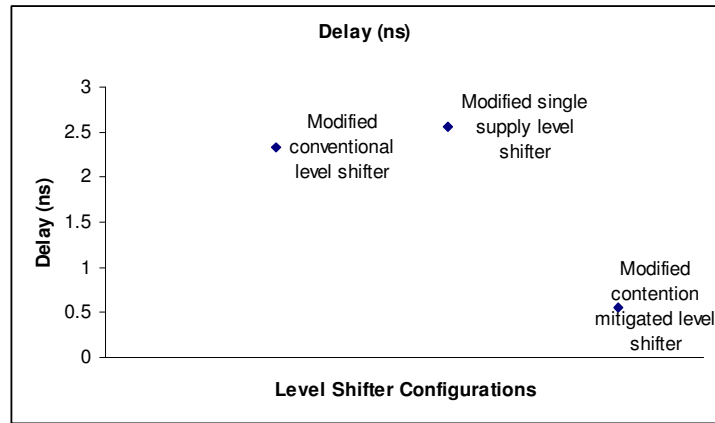 Delay (ns)
3
2.5
2
1.5
1
0.5
0
Delay (ns)
Modified
conventional
level shifter
Modified single
supply level
shifter
Modified
contention
mitigated level
shifter
Level Shifter Configurations